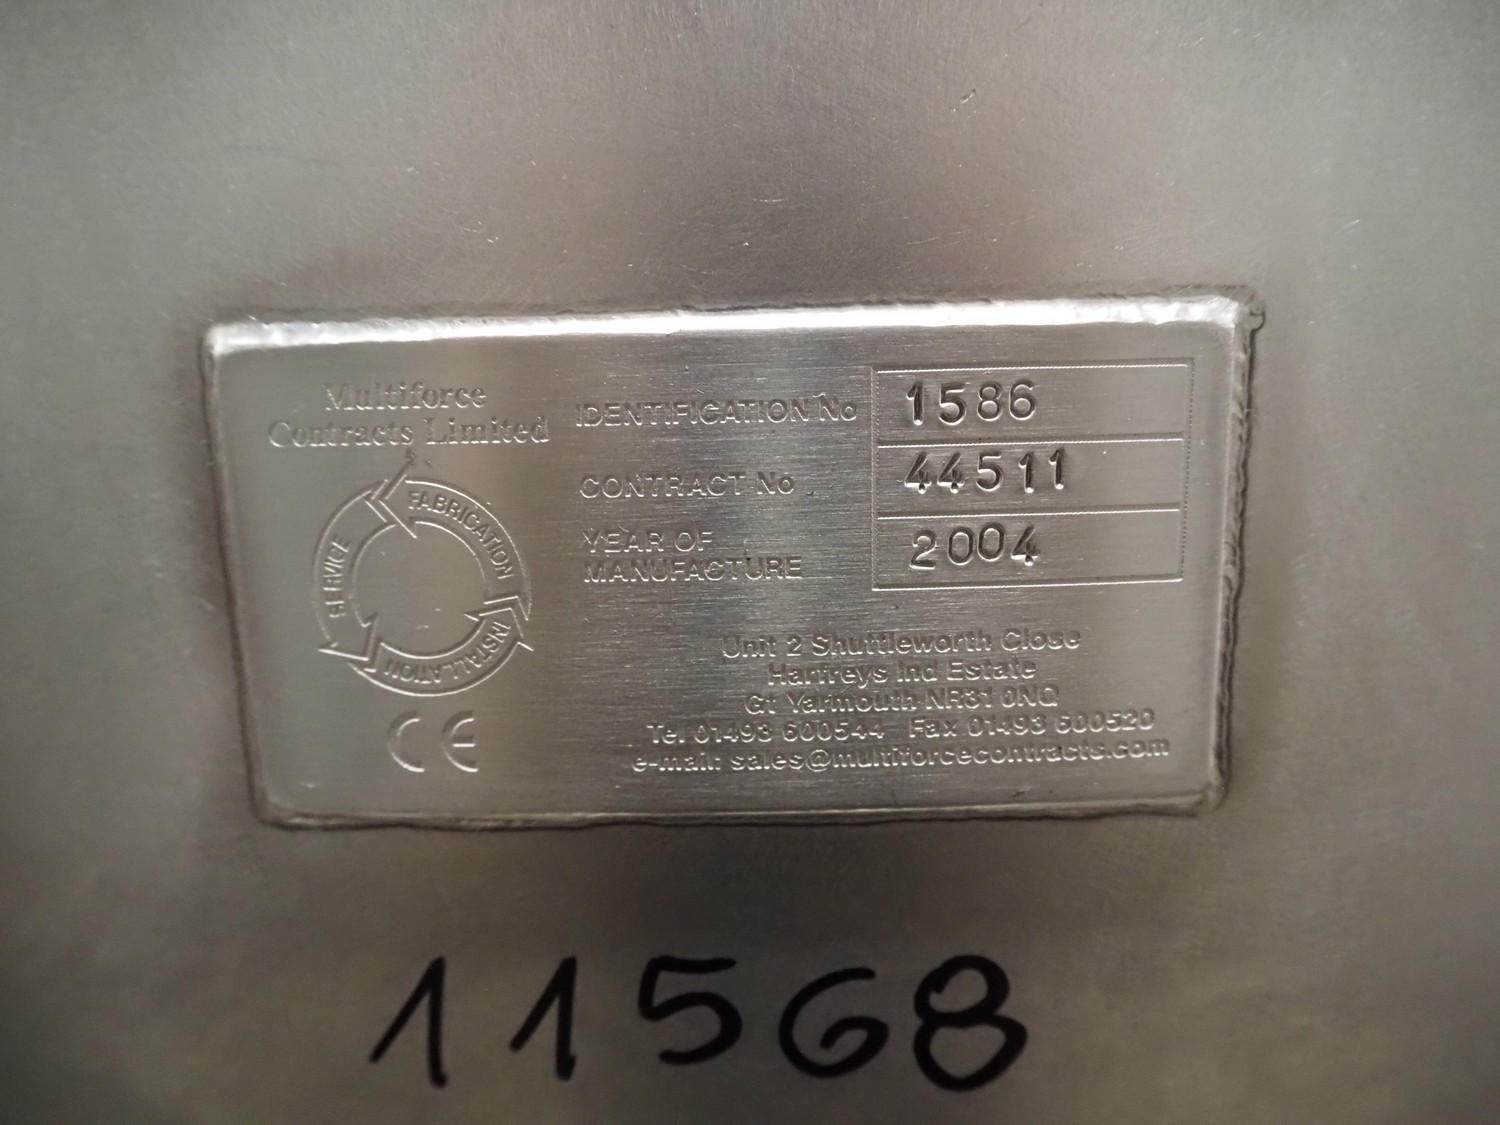 Multiforce
Contracts Limited
FABRICATION
INSTALLATION
SERVICE
CE
IDENTIFICATION No 1586
CONTRACT No 44511
YEAR OF
MANUFACTURE 2004
Unit 2 Shuttleworth Close
Harfreys Ind Estate
Gt Yarmouth NR31 0NQ
Tel 01493 600544 Fax 01493 600520
e-mail: sales@multiforcecontracts.com
11568